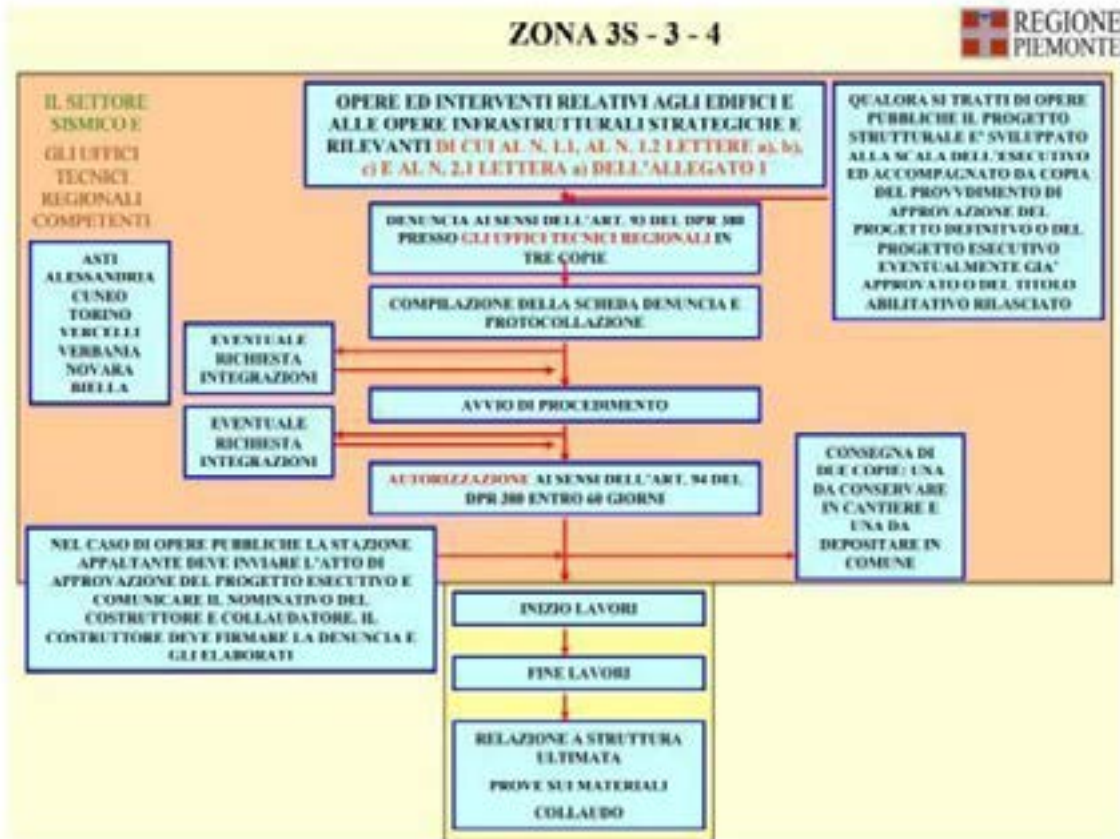 ZONA 3S - 3 - 4
REGIONE
PIEMONTE
IL SETTORE
SISMICO E
GLI UFFICI
TECNICI
REGIONALI
COMPETENTI
ASTI
ALESSANDRIA
CUNEO
TORINO
VERCELLI
VERBANIA
NOVARA
BIELLA
OPERE ED INTERVENTI RELATIVI AGLI EDIFICI E
ALLE OPERE INFRASTRUTTURALI STRATEGICHE E
RILEVANTI DI CUI AL N. 1.1, AL N. 1.2 LETTERE a), b),
c) E AL N. 2.1 LETTERA a) DELL'ALLEGATO 1
QUALORA SI TRATTI DI OPERE
PUBBLICHE IL PROGETTO
STRUTTURALE E' SVILUPPATO
ALLA SCALA DELL'ESECUTIVO
ED ACCOMPAGNATO DA COPIA
DEL PROVVDIMENTO DI
APPROVAZIONE DEL
PROGETTO DEFINITVO O DEL
PROGETTO ESECUTIVO
EVENTUALMENTE GIA'
APPROVATO O DEL TITOLO
ABILITATIVO RILASCIATO
DENUNCIA AI SENSI DELL'ART. 93 DEL DPR 380
PRESSO GLI UFFICI TECNICI REGIONALI IN
TRE COPIE
COMPILAZIONE DELLA SCHEDA DENUNCIA E
PROTOCOLLAZIONE
EVENTUALE
RICHIESTA
INTEGRAZIONI
AVVIO DI PROCEDIMENTO
EVENTUALE
RICHIESTA
INTEGRAZIONI
AUTORIZZAZIONE AI SENSI DELL'ART. 94 DEL
DPR 380 ENTRO 60 GIORNI
CONSEGNA DI
DUE COPIE: UNA
DA CONSERVARE
IN CANTIERE E
UNA DA
DEPOSITARE IN
COMUNE
NEL CASO DI OPERE PUBBLICHE LA STAZIONE
APPALTANTE DEVE INVIARE L'ATTO DI
APPROVAZIONE DEL PROGETTO ESECUTIVO E
COMUNICARE IL NOMINATIVO DEL
COSTRUTTORE E COLLAUDATORE. IL
COSTRUTTORE DEVE FIRMARE LA DENUNCIA E
GLI ELABORATI
INIZIO LAVORI
FINE LAVORI
RELAZIONE A STRUTTURA
ULTIMATA
PROVE SUI MATERIALI
COLLAUDO